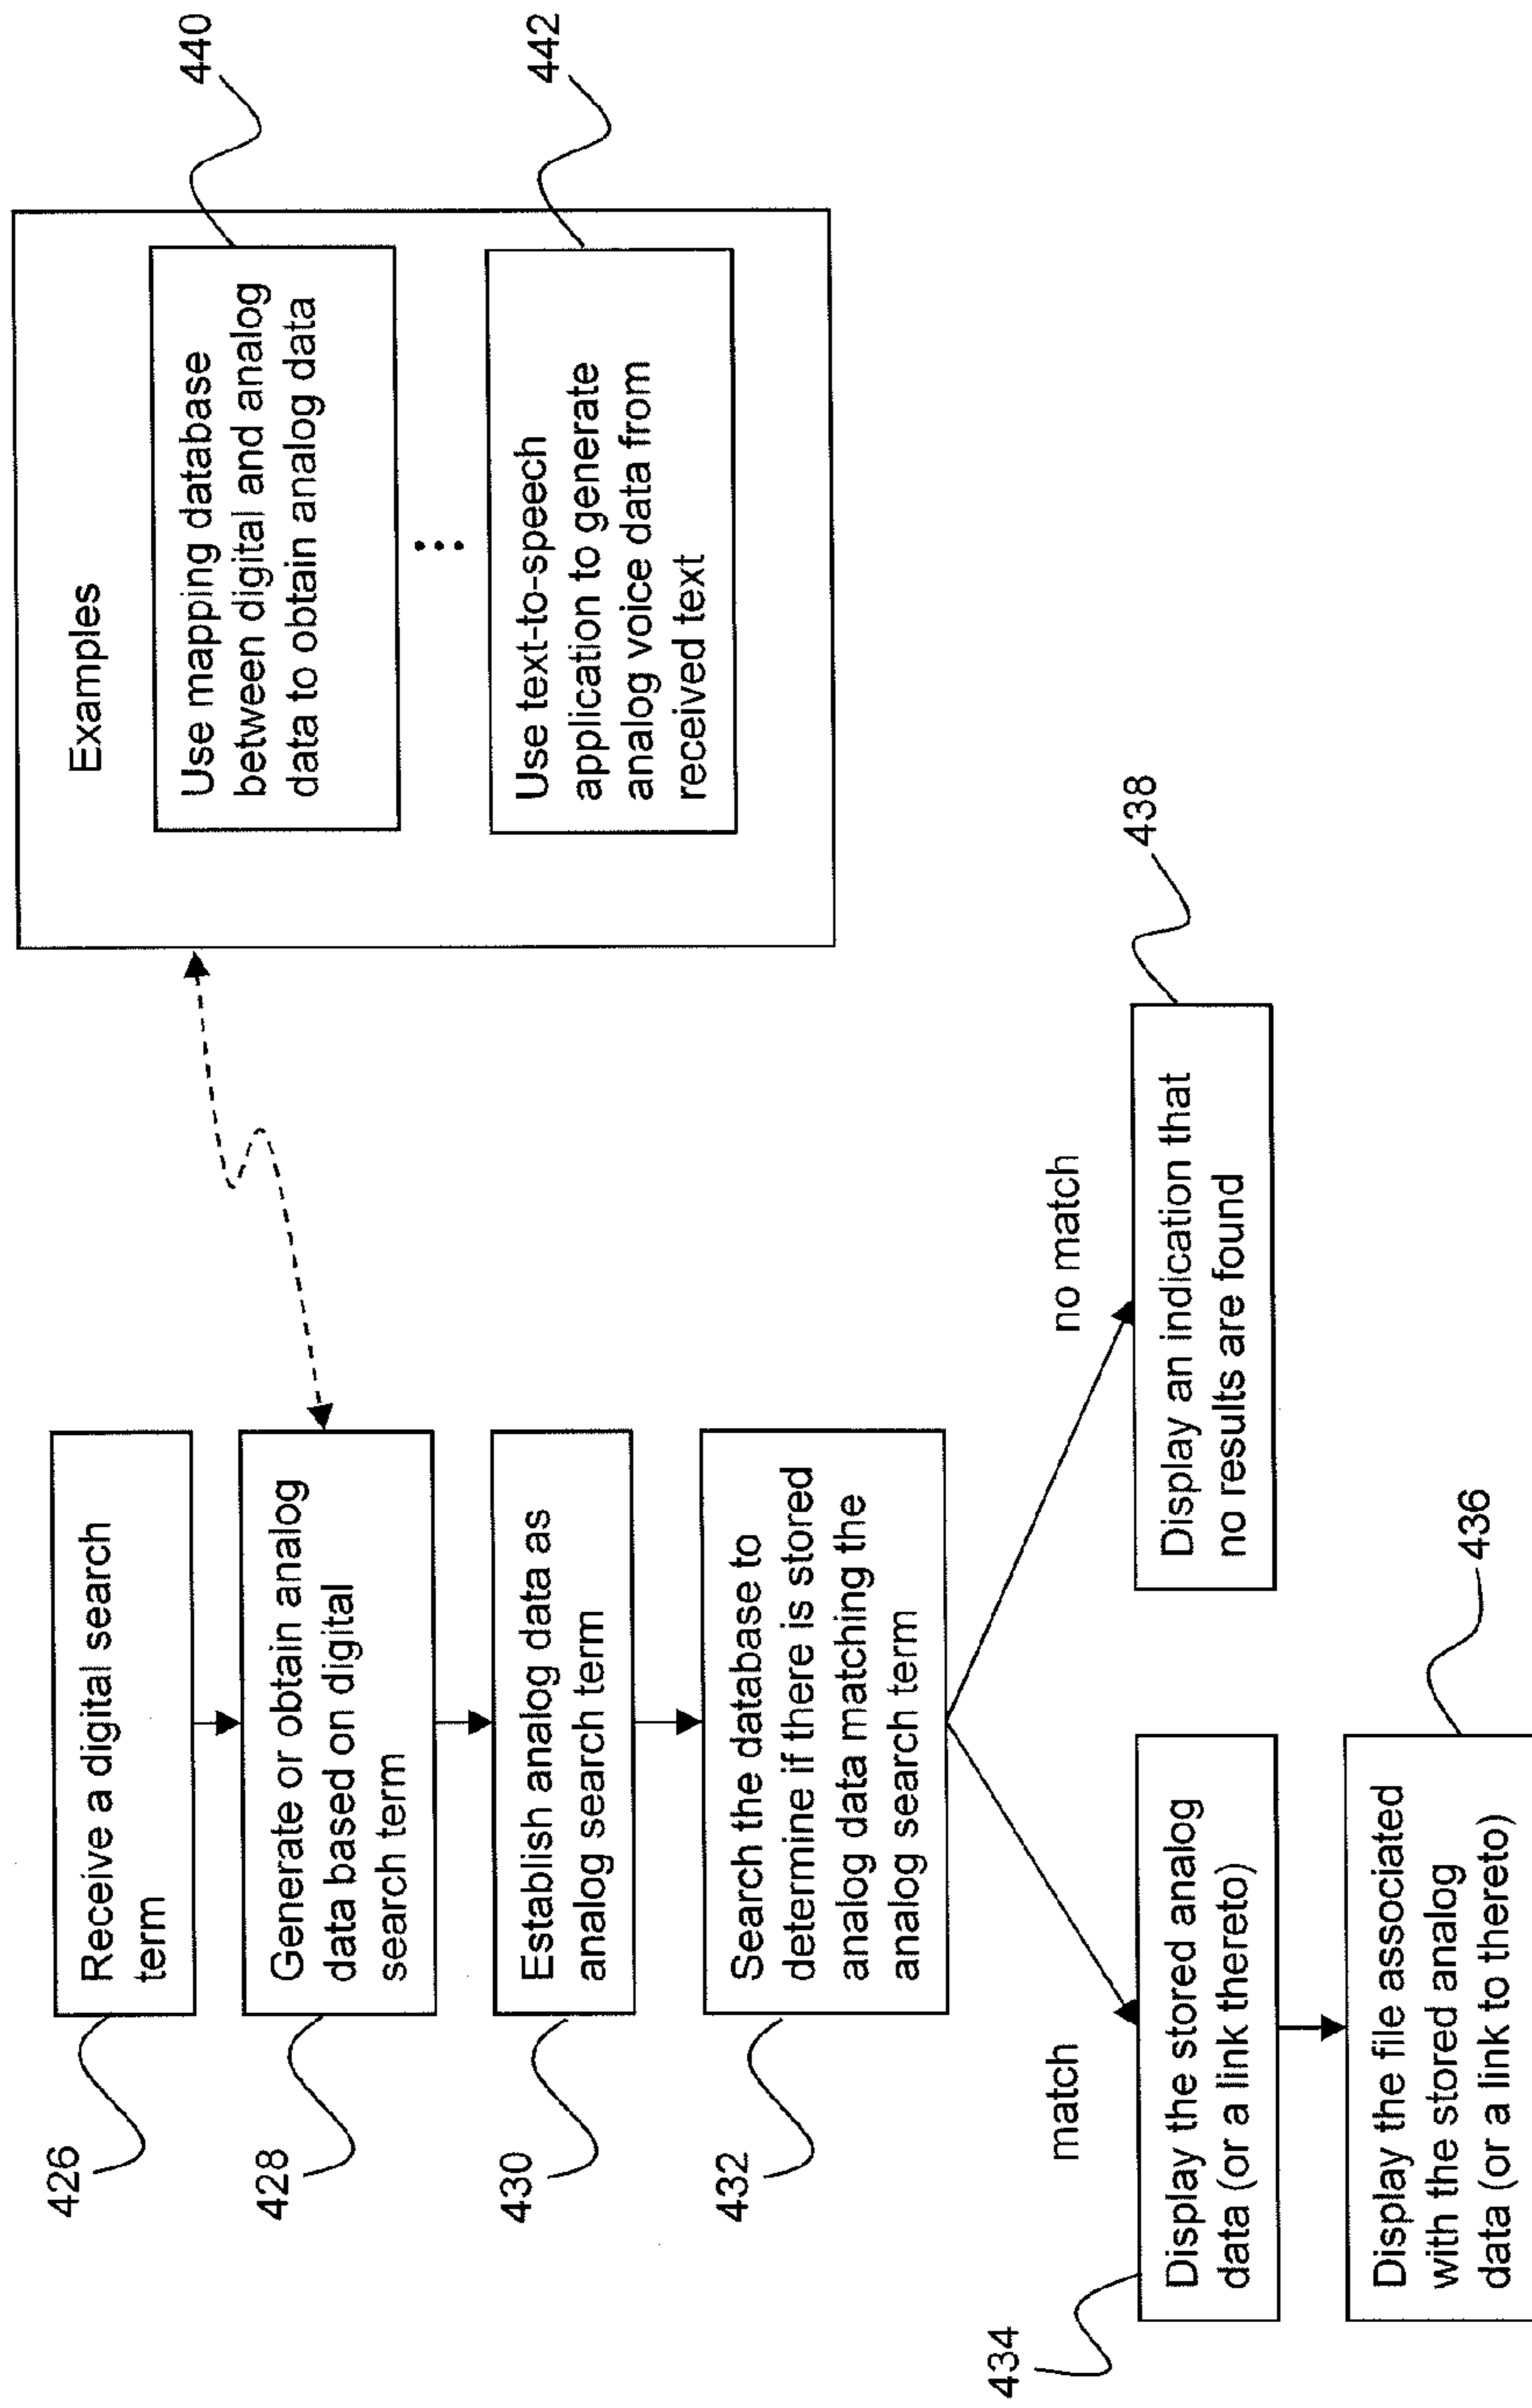 426
Receive a digital search
term
428
Generate or obtain analog
data based on digital
search term
430
Establish analog data as
analog search term
432
Search the database to
determine if there is stored
analog data matching the
analog search term
match
no match
434
Display the stored analog
data (or a link thereto)
Display the file associated
with the stored analog
data (or a link to thereto)
436
Display an indication that
no results are found
438
Examples
Use mapping database
between digital and analog
data to obtain analog data
440
Use text-to-speech
application to generate
analog voice data from
received text
442